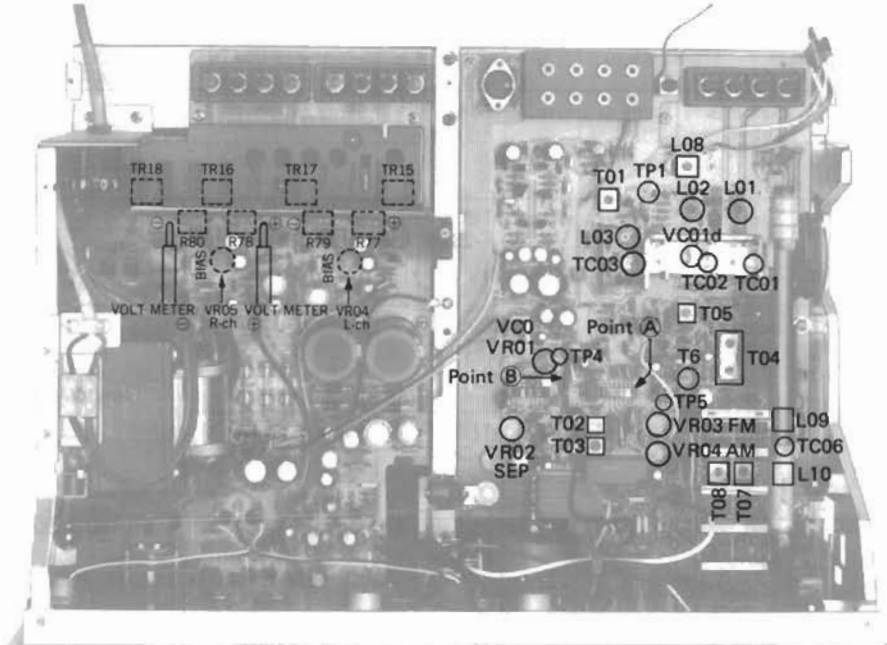 TR18 TR16 TR17 TR15
⊖ R80 R78 ⊕ ⊖ R79 R77 ⊕
BIAS BIAS
VOLT METER VR05 VOLT METER VR04
⊖ R-ch ⊕ L-ch
L08
T01 TP1 L02 L01
L03 VC01d
TC03 TC02 TC01
T05
VC0 Point Ⓐ
VR01 TP4 T6 T04
Point Ⓑ
TP5
T02 VR03 FM L09
VR02 T03 VR04 AM TC06
SEP
T08 T07 L10